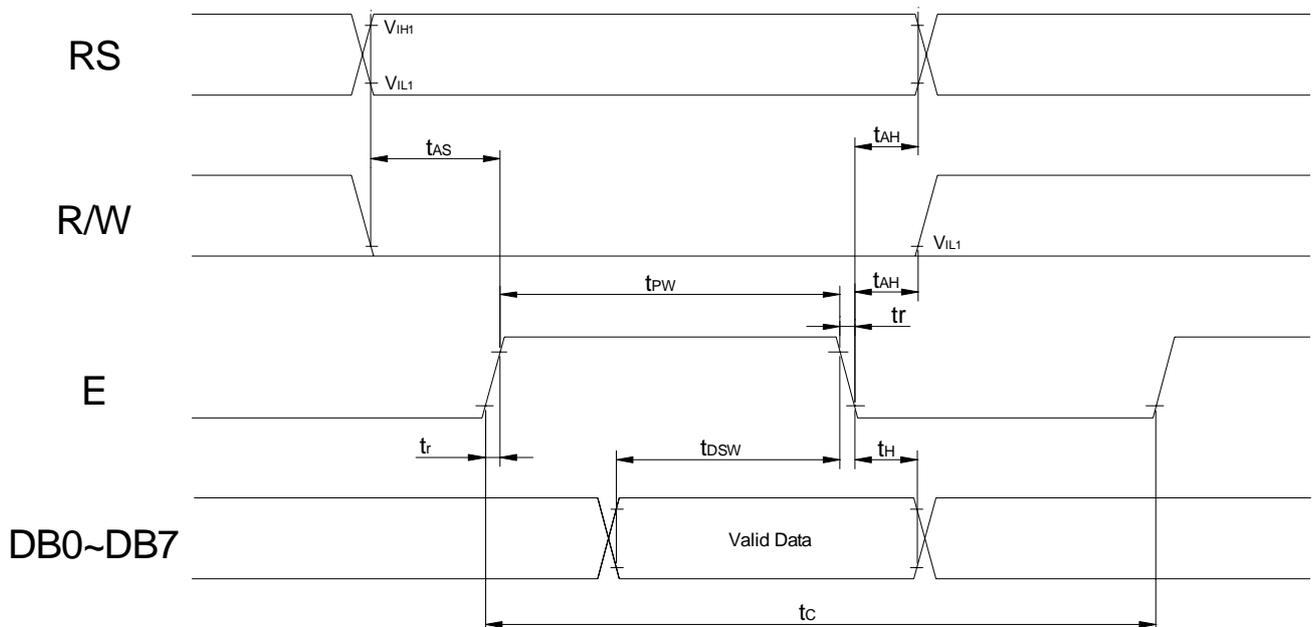 RS
VIH1
VIL1
tAS
tAH
R/W
VIL1
tPW
tAH
tr
E
tr
tDSW
tH
DB0~DB7
Valid Data
tC